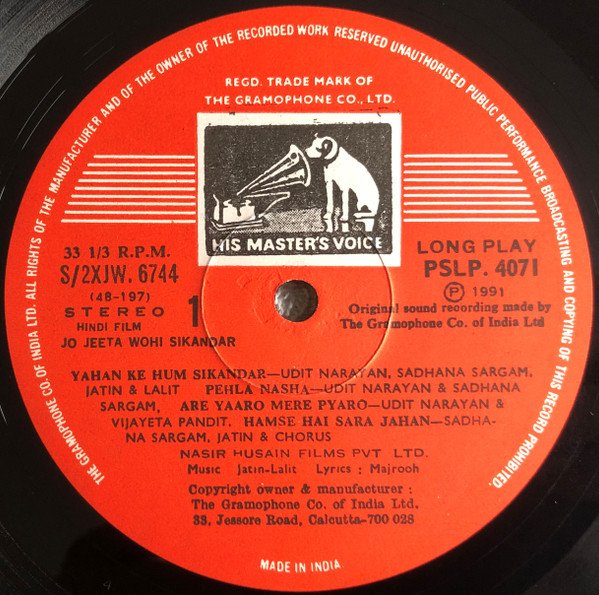 THE GRAMOPHONE CO. OF INDIA LTD. ALL RIGHTS OF THE MANUFACTURER AND OF THE OWNER OF THE RECORDED WORK RESERVED UNAUTHORISED PUBLIC PERFORMANCE BROADCASTING AND COPYING OF THIS RECORD PROHIBITED.
REGD. TRADE MARK OF
THE GRAMOPHONE CO., LTD.
HIS MASTER'S VOICE
33 1/3 R.P.M.
S/2XJW. 6744
(48-197)
STEREO 1
HINDI FILM
JO JEETA WOHI SIKANDAR
LONG PLAY
PSLP. 4071
Ⓟ 1991
Original sound recording made by
The Gramophone Co. of India Ltd
YAHAN KE HUM SIKANDAR—UDIT NARAYAN, SADHANA SARGAM,
JATIN & LALIT PEHLA NASHA—UDIT NARAYAN & SADHANA
SARGAM, ARE YAARO MERE PYARO—UDIT NARAYAN &
VIJAYETA PANDIT. HAMSE HAI SARA JAHAN—SADHA-
NA SARGAM, JATIN & CHORUS
NASIR HUSAIN FILMS PVT LTD.
Music Jatin-Lalit Lyrics : Majrooh
Copyright owner & manufacturer :
The Gramophone Co. of India Ltd,
33, Jessore Road, Calcutta-700 028
MADE IN INDIA